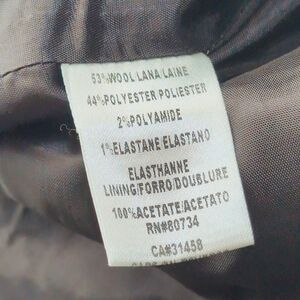 53%WOOL/LANA/LAINE
44%POLYESTER/POLIESTER
2%POLYAMIDE
1%ELASTANE/ELASTANO
ELASTHANNE
LINING/FORRO/DOUBLURE
100%ACETATE/ACETATO
RN#80734
CA#31458